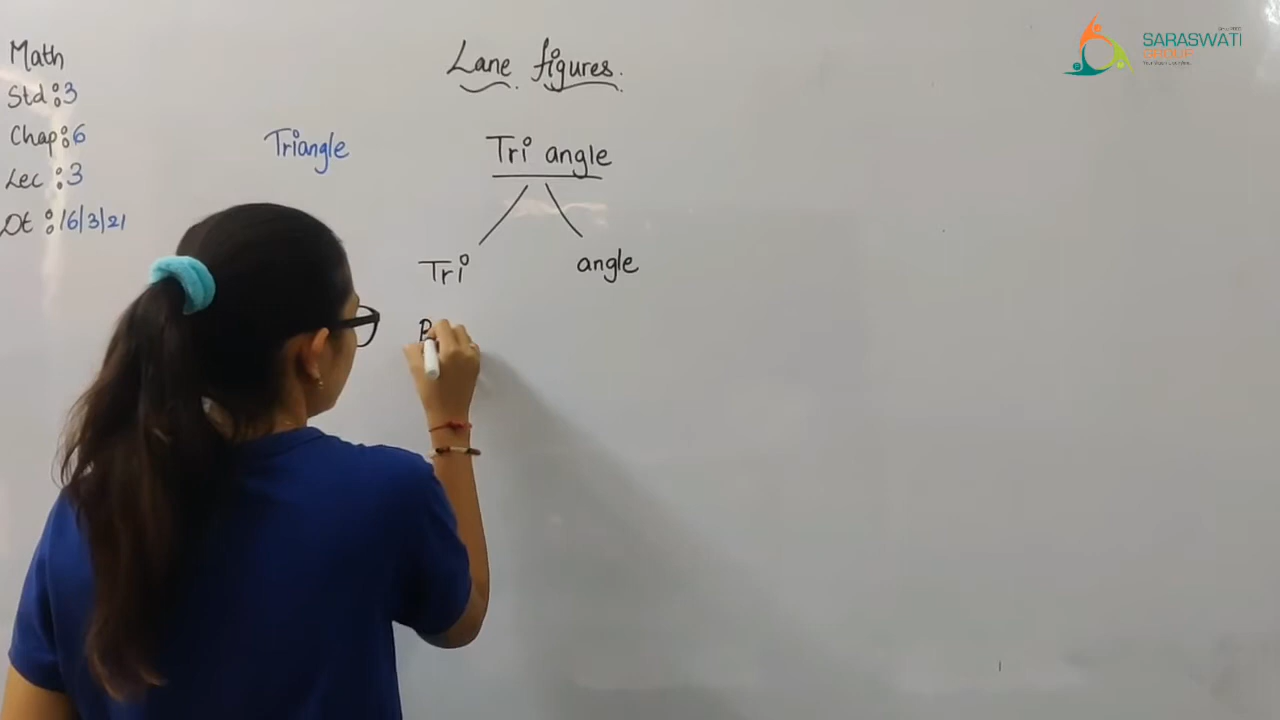 Math
Std : 3
Chap : 6
Lec : 3
Dt : 16/3/21
Lane figures.
Triangle
Tri angle
Tri
angle
SARASWATI
GROUP